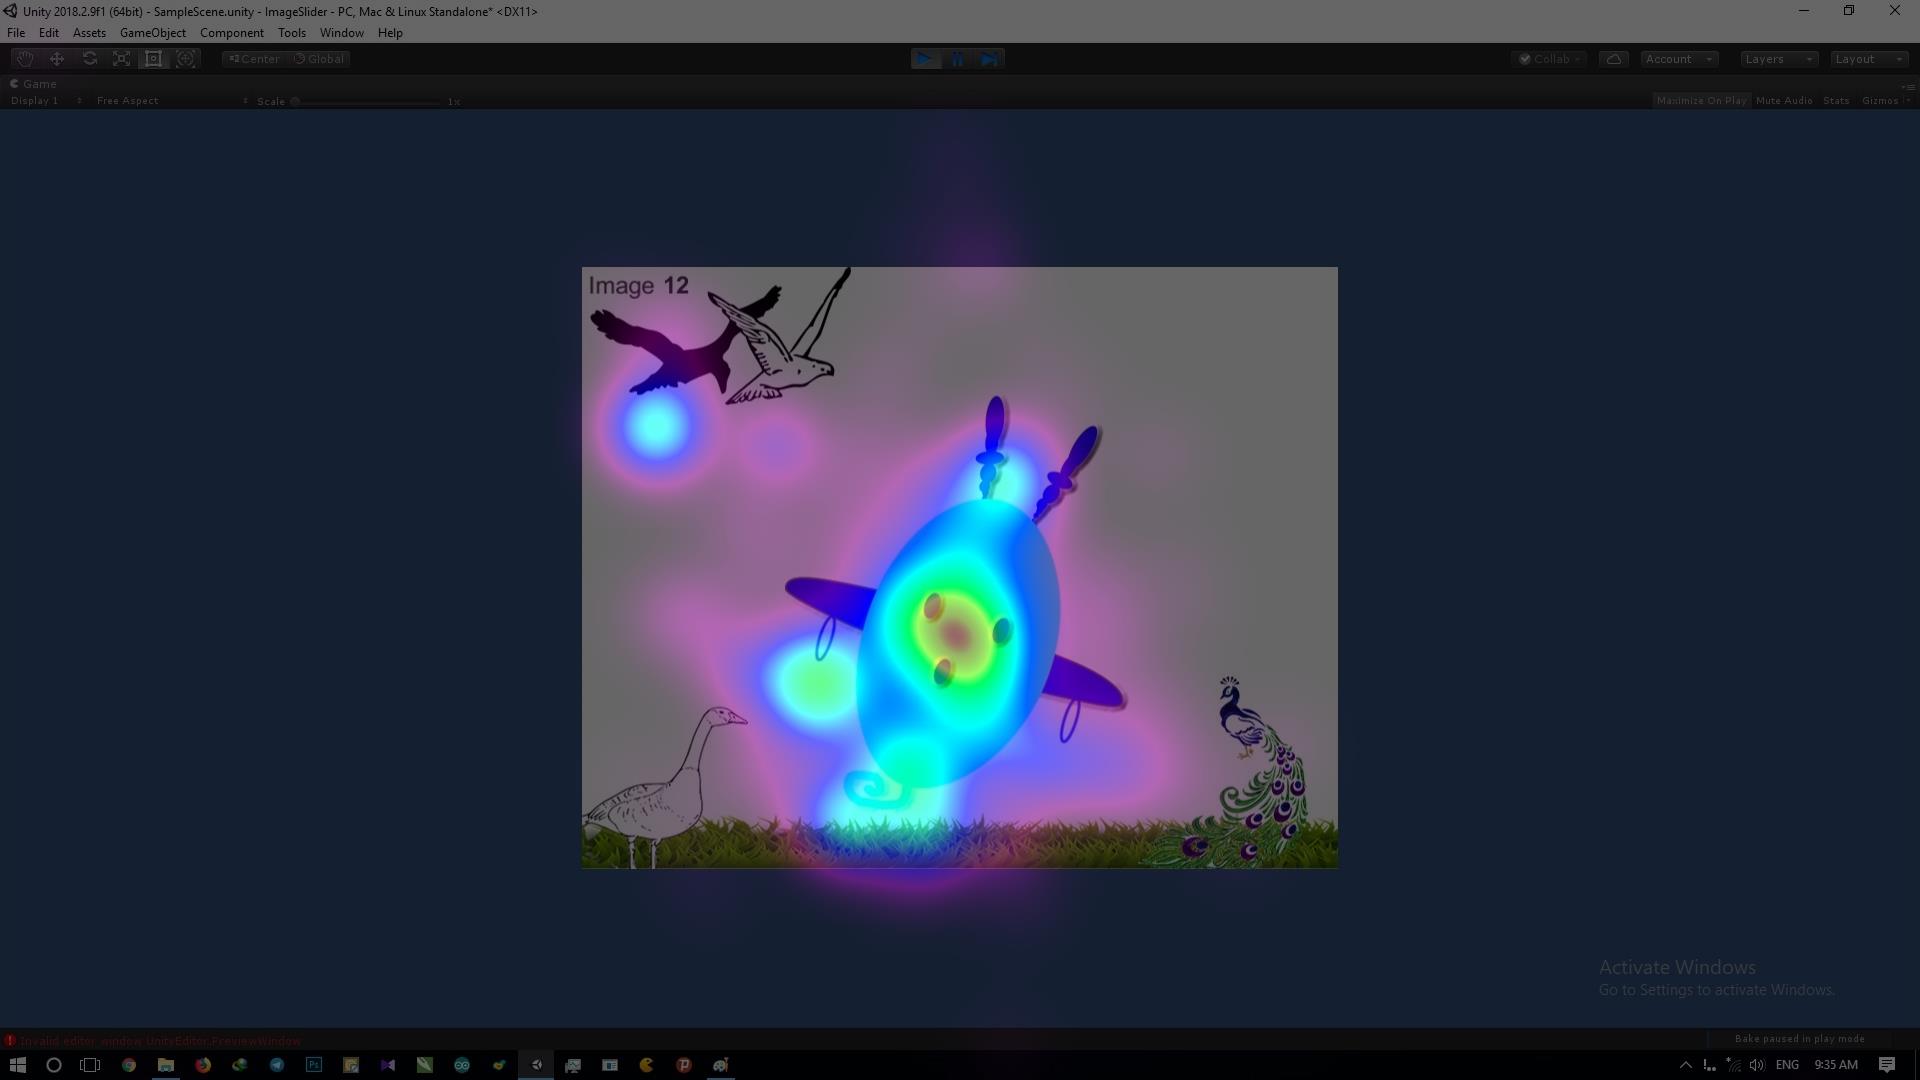 Unity 2018.2.9f1 (64bit) - SampleScene.unity - ImageSlider - PC, Mac & Linux Standalone* <DX11>
File Edit Assets GameObject Component Tools Window Help
Center Global Collab Account Layers Layout
Game
Display 1 Free Aspect Scale 1x Maximize On Play Mute Audio Stats Gizmos
Image 12
Activate Windows
Go to Settings to activate Windows.
Invalid editor window UnityEditor.PreviewWindow Bake paused in play mode
Ps ENG 9:35 AM